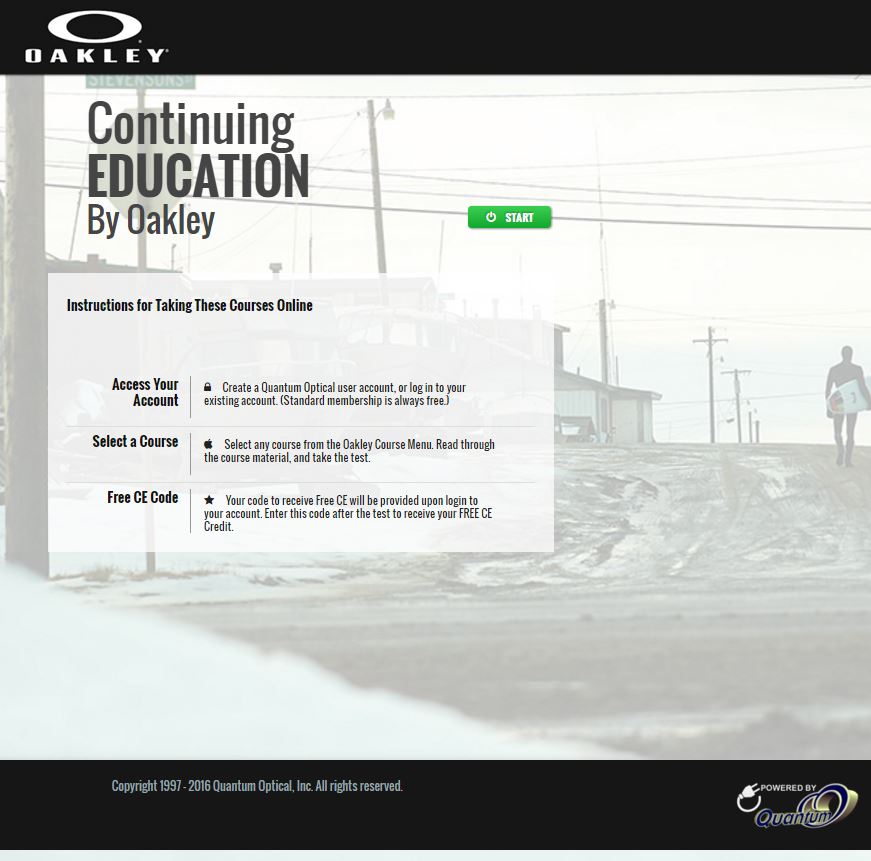 OAKLEY
STEVENSON ST
Continuing
EDUCATION
By Oakley
START
Instructions for Taking These Courses Online
Access Your
Account
Create a Quantum Optical user account, or log in to your
existing account. (Standard membership is always free.)
Select a Course
Select any course from the Oakley Course Menu. Read through
the course material, and take the test.
Free CE Code
Your code to receive Free CE will be provided upon login to
your account. Enter this code after the test to receive your FREE CE
Credit.
Copyright 1997 - 2016 Quantum Optical, Inc. All rights reserved.
POWERED BY
Quantum